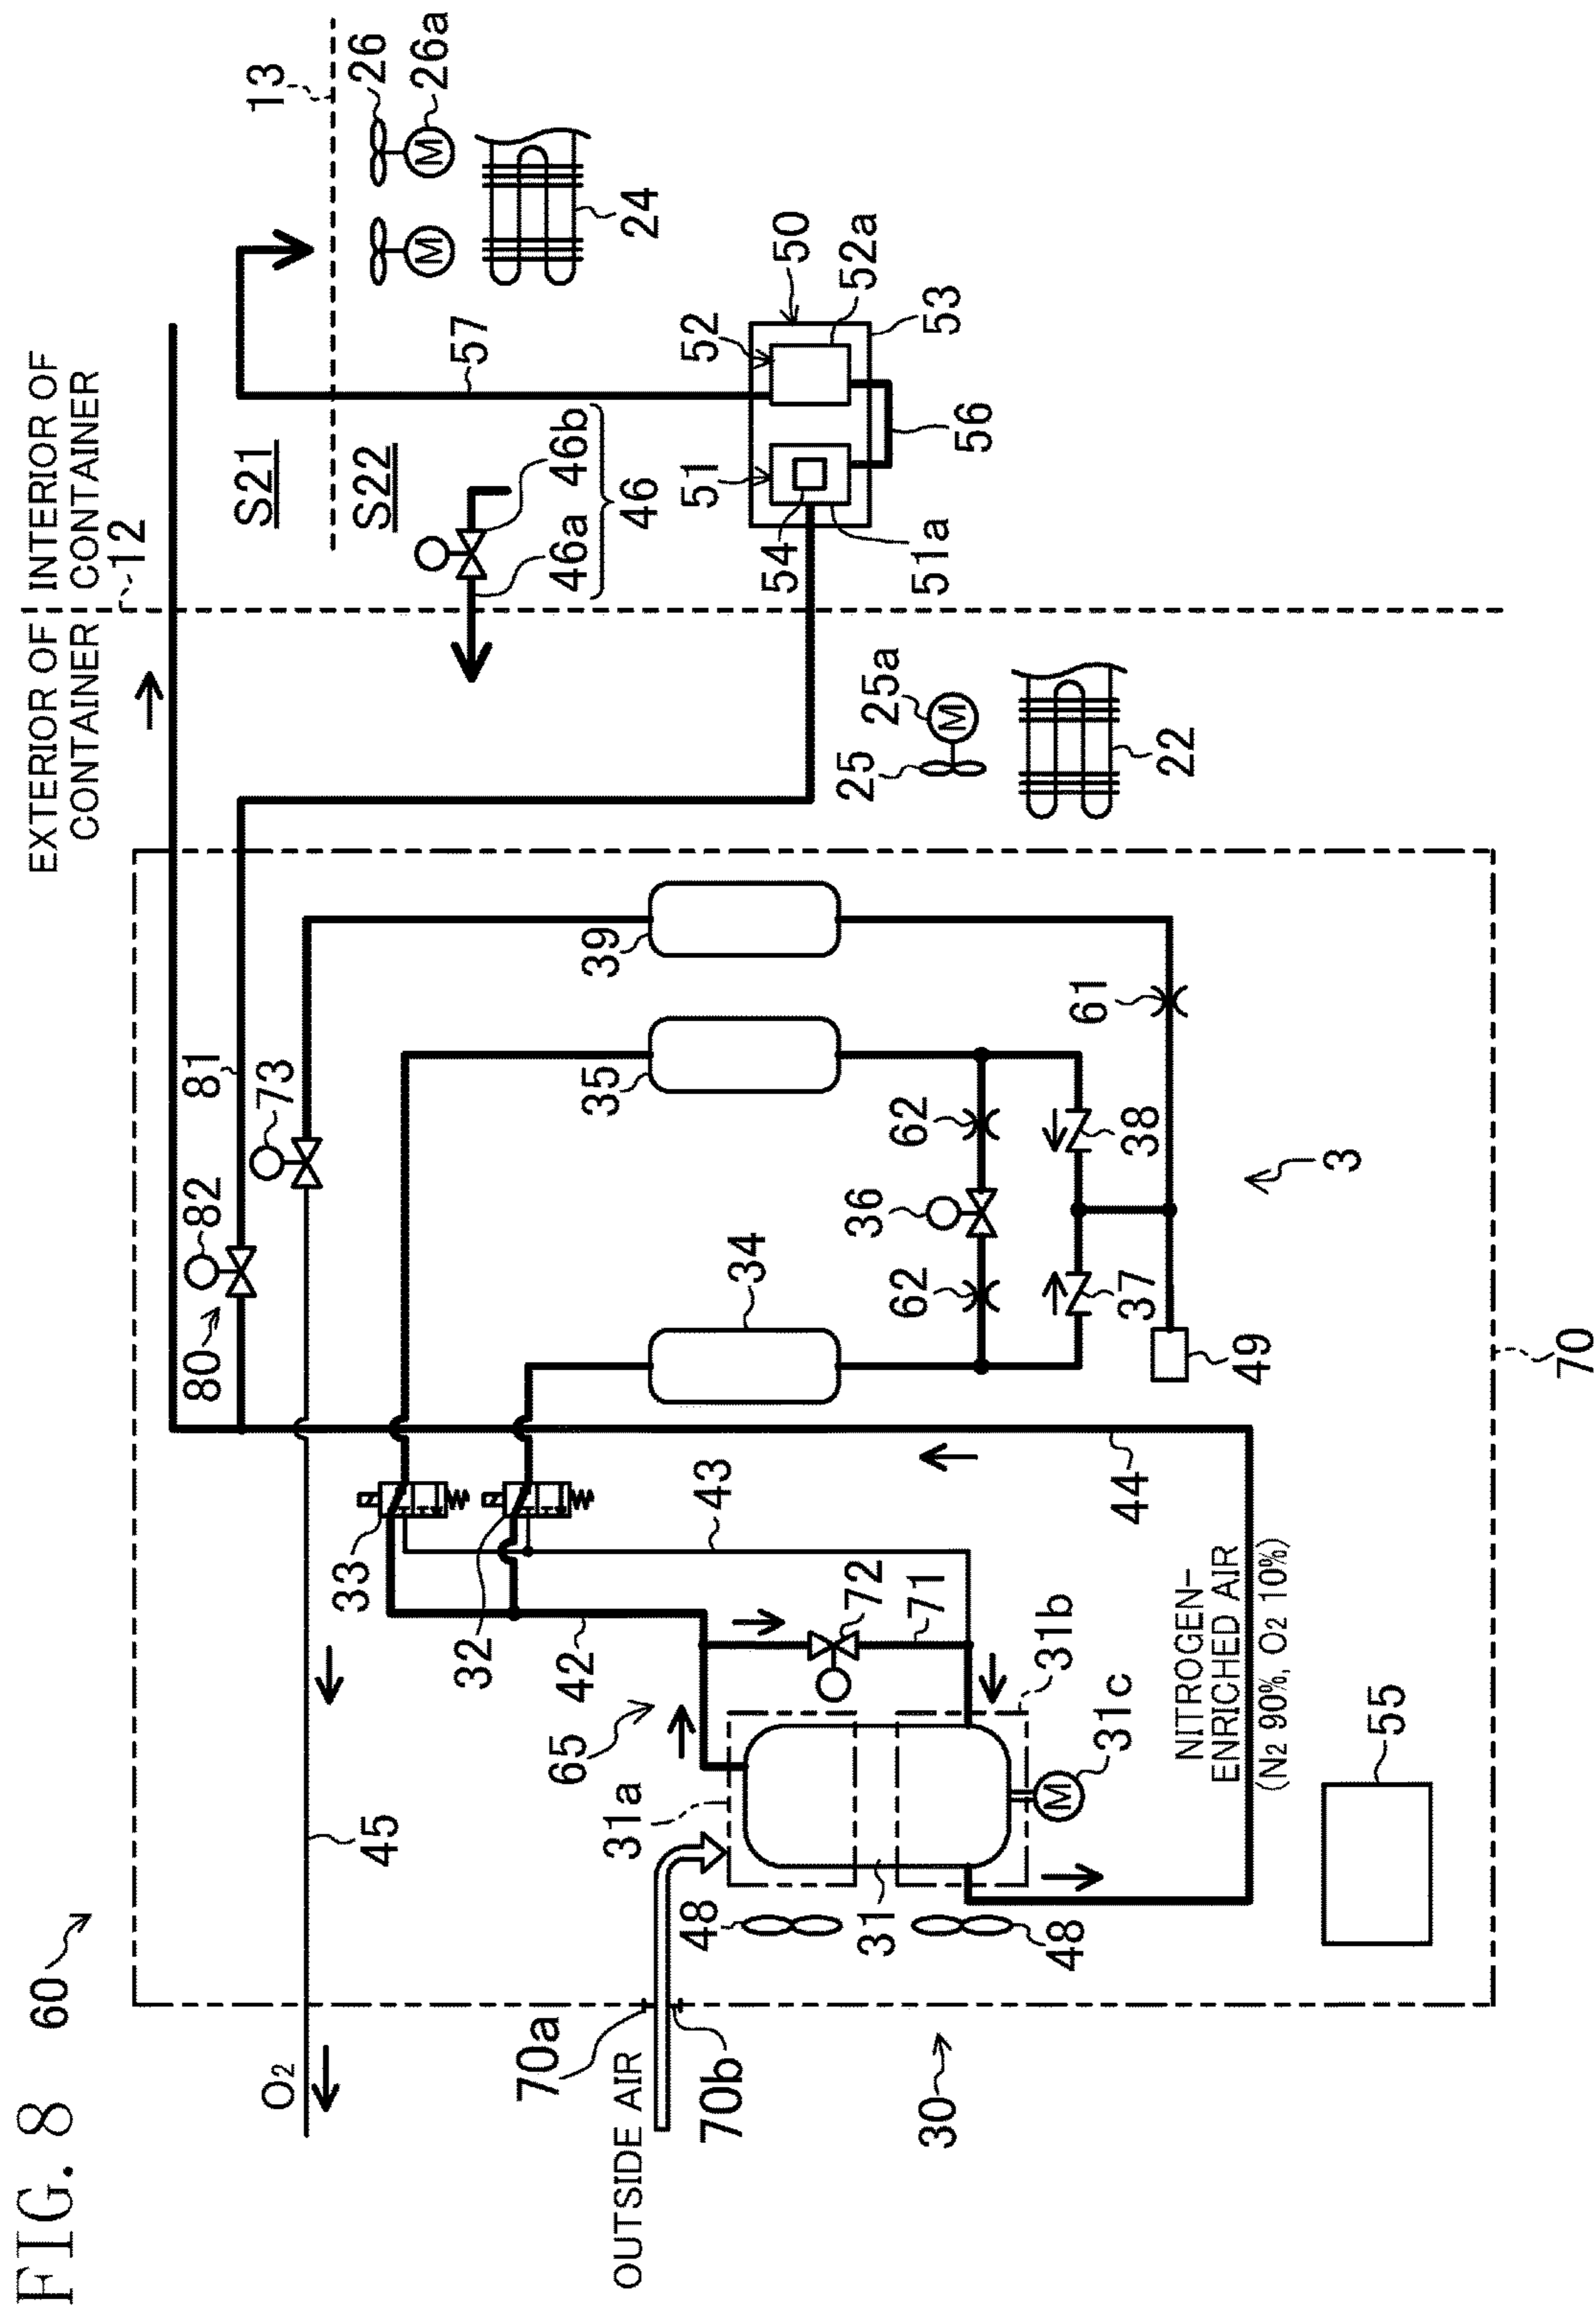 FIG. 8
60
EXTERIOR OF
CONTAINER
INTERIOR OF
CONTAINER
12
O2
45
80
82
81
73
S21
13
S22
26
26a
24
57
46a
46b
46
33
32
42
43
65
OUTSIDE AIR
70a
70b
30
31a
48
31
48
31b
31c
72
71
34
35
39
36
62
62
37
38
61
49
3
44
NITROGEN-
ENRICHED AIR
(N2 90%, O2 10%)
55
70
25
25a
22
51
52
50
52a
53
54
51a
56